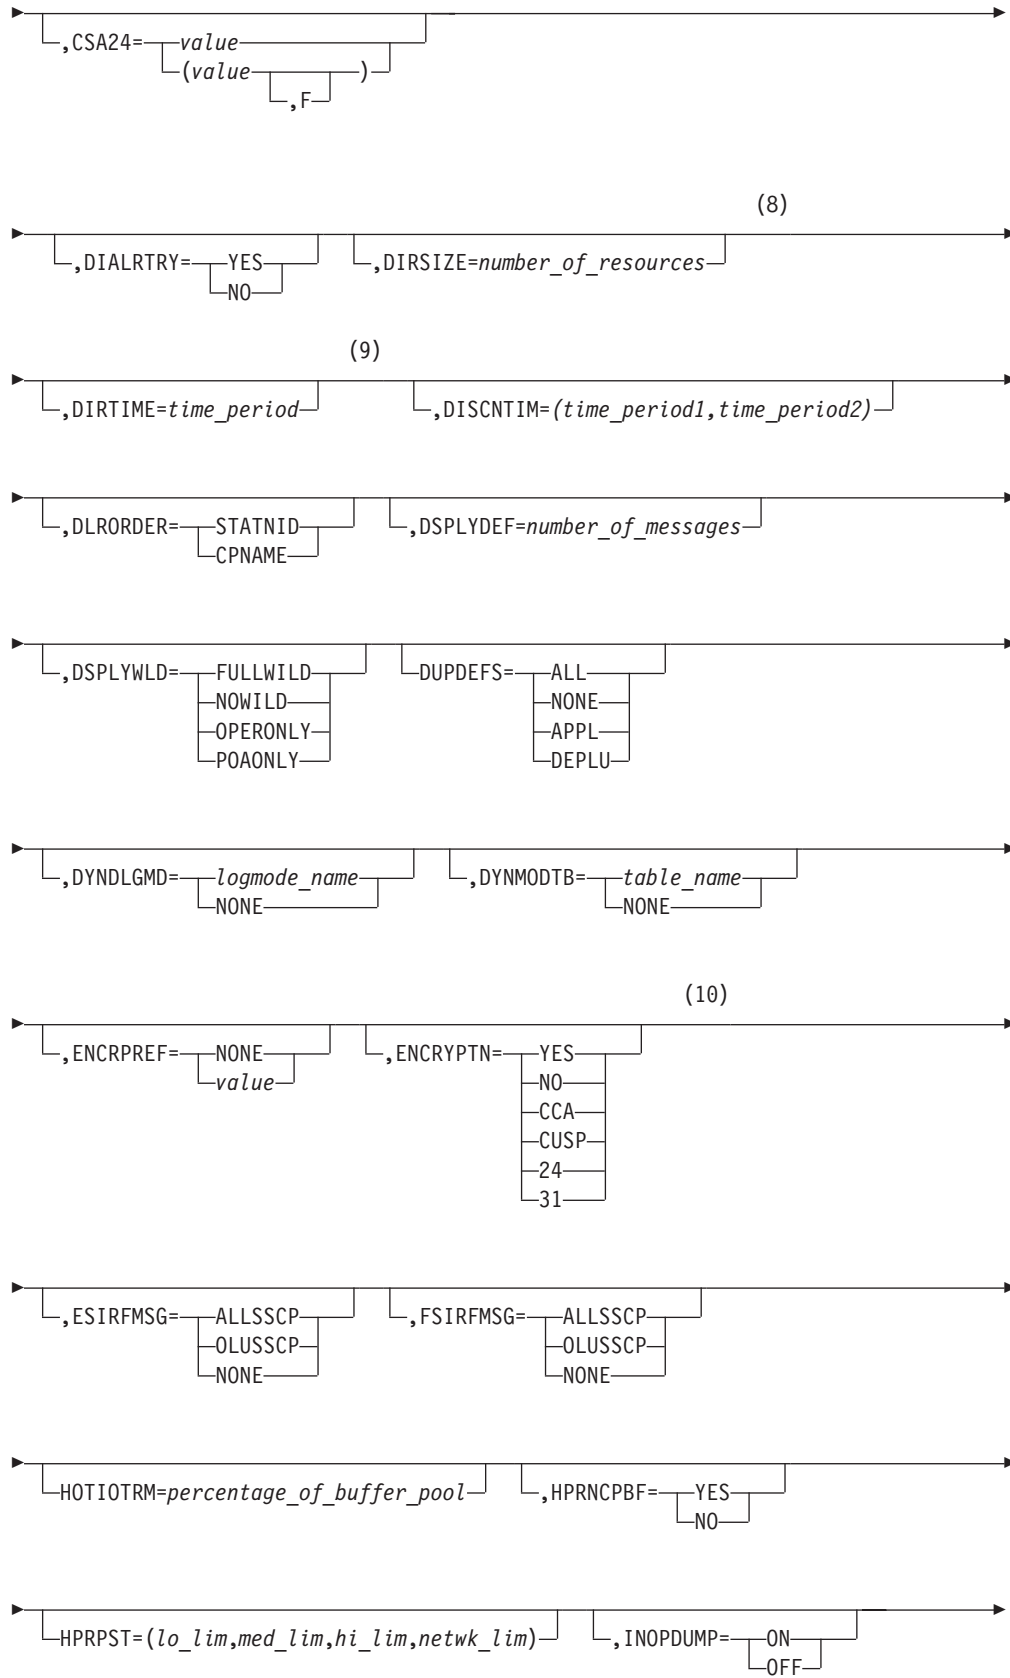 ,CSA24= value
(value )
,F
(8)
,DIALRTRY= YES ,DIRSIZE=number_of_resources
NO
(9)
,DIRTIME=time_period ,DISCNTIM=(time_period1,time_period2)
,DLRORDER= STATNID ,DSPLYDEF=number_of_messages
CPNAME
,DSPLYWLD= FULLWILD DUPDEFS= ALL
NOWILD NONE
OPERONLY APPL
POAONLY DEPLU
,DYNDLGMD= logmode_name ,DYNMODTB= table_name
NONE NONE
(10)
,ENCRPREF= NONE ,ENCRYPTN= YES
value NO
CCA
CUSP
24
31
,ESIRFMSG= ALLSSCP ,FSIRFMSG= ALLSSCP
OLUSSCP OLUSSCP
NONE NONE
HOTIOTRM=percentage_of_buffer_pool ,HPRNCPBF= YES
NO
HPRPST=(lo_lim,med_lim,hi_lim,netwk_lim) ,INOPDUMP= ON
OFF